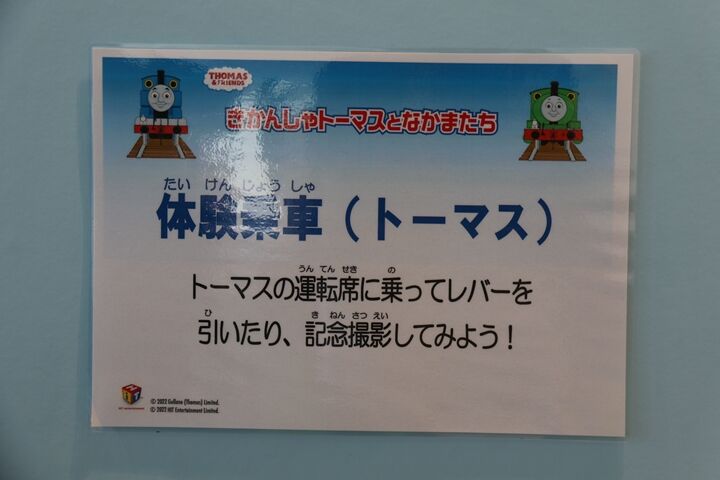 THOMAS
& FRIENDS
きかんしゃトーマスとなかまたち
たいけんじょうしゃ
体験乗車（トーマス）
うんてんせき の
トーマスの運転席に乗ってレバーを
ひ きねんさつえい
引いたり、記念撮影してみよう！
HiT entertainment
© 2022 Gullane (Thomas) Limited.
© 2022 HIT Entertainment Limited.